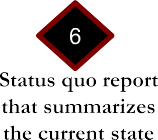 6
Status quo report
that summarizes
the current state